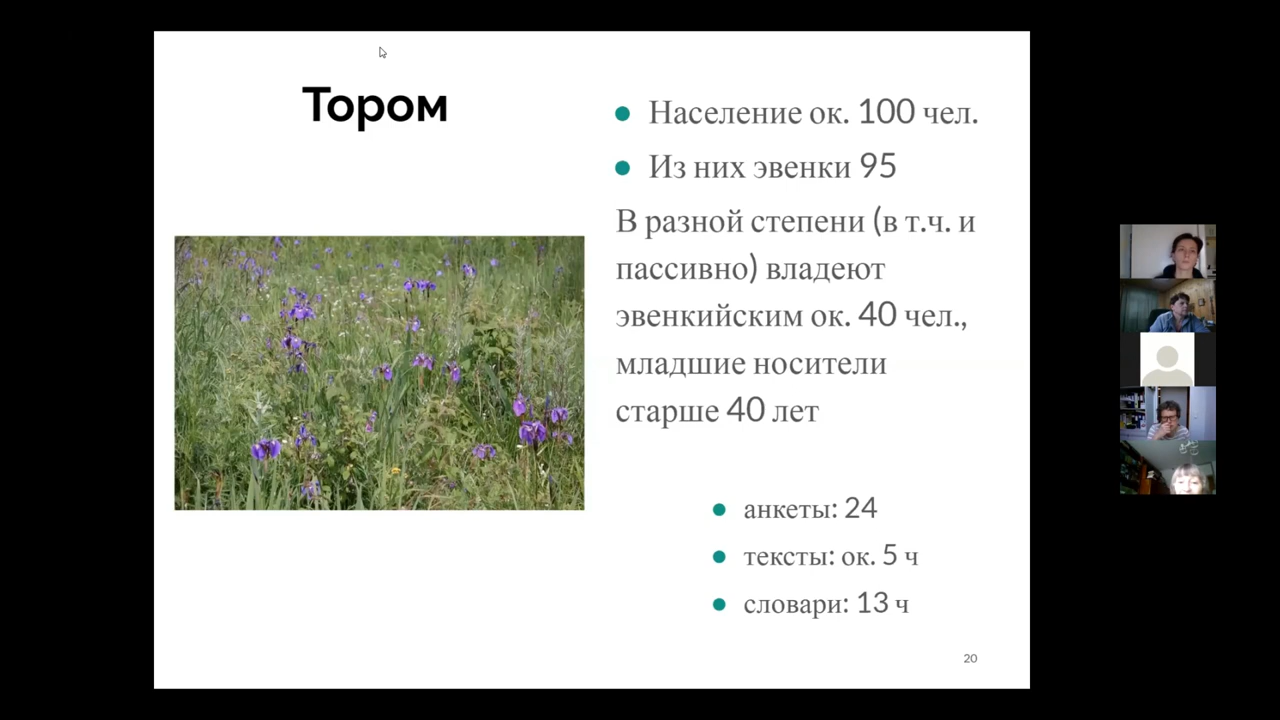 Тором
Население ок. 100 чел.
Из них эвенки 95
В разной степени (в т.ч. и
пассивно) владеют
эвенкийским ок. 40 чел.,
младшие носители
старше 40 лет
анкеты: 24
тексты: ок. 5 ч
словари: 13 ч
20